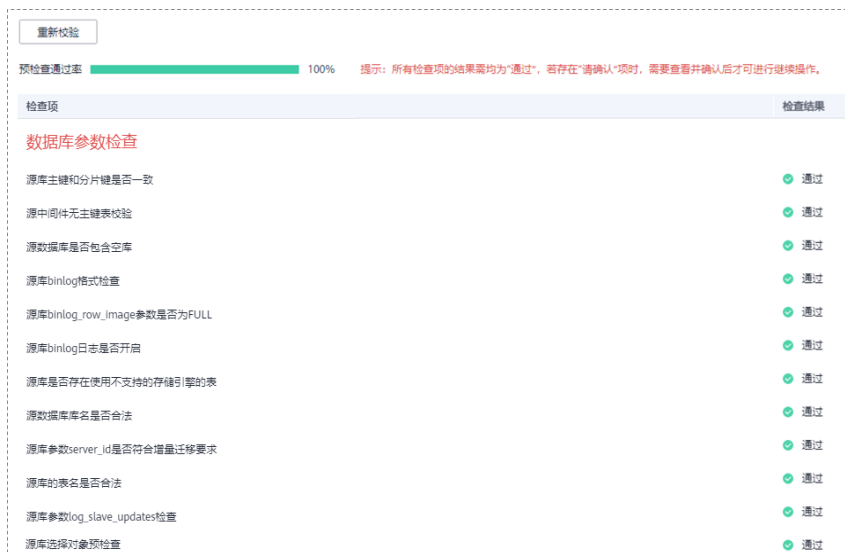 重新校验
预检查通过率 100% 提示：所有检查项的结果需均为“通过”，若存在“请确认”项时，需要查看并确认后才可进行继续操作。
检查项 检查结果
数据库参数检查
源库主键和分片键是否一致 通过
源中间件无主键表校验 通过
源数据库是否包含空库 通过
源库binlog格式检查 通过
源库binlog_row_image参数是否为FULL 通过
源库binlog日志是否开启 通过
源库是否存在使用不支持的存储引擎的表 通过
源数据库库名是否合法 通过
源库参数server_id是否符合增量迁移要求 通过
源库的表名是否合法 通过
源库参数log_slave_updates检查 通过
源库选择对象预检查 通过